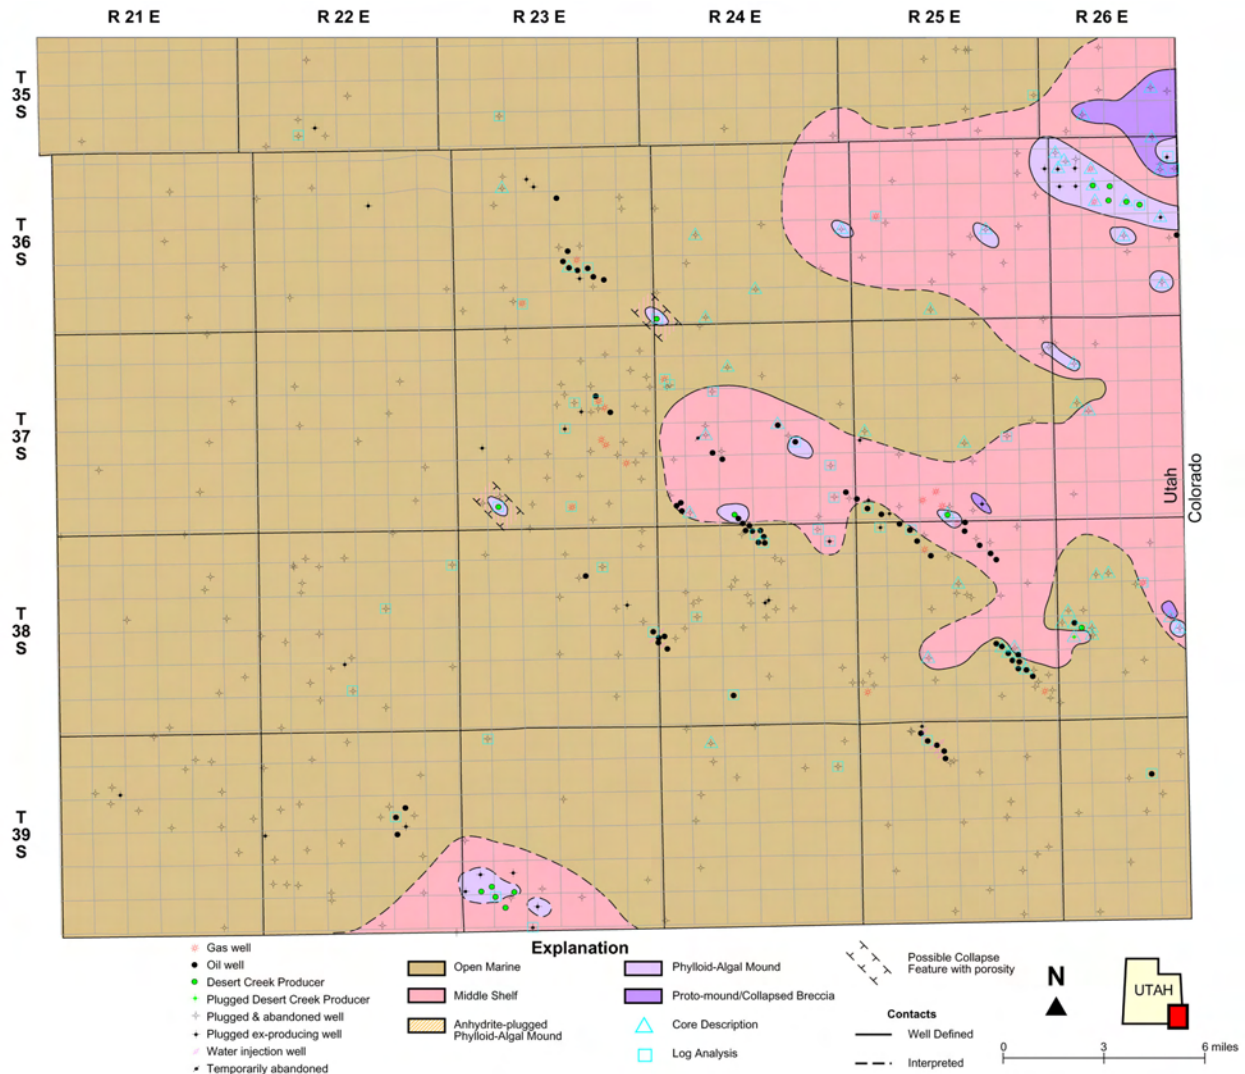 R 21 E R 22 E R 23 E R 24 E R 25 E R 26 E
T
35
S
T
36
S
T
37
S
T
38
S
T
39
S
Utah
Colorado
Explanation
Gas well
Oil well
Desert Creek Producer
Plugged Desert Creek Producer
Plugged & abandoned well
Plugged ex-producing well
Water injection well
Temporarily abandoned
Open Marine
Middle Shelf
Anhydrite-plugged
Phylloid-Algal Mound
Phylloid-Algal Mound
Proto-mound/Collapsed Breccia
Core Description
Log Analysis
Possible Collapse
Feature with porosity
Contacts
Well Defined
Interpreted
N
UTAH
0 3 6 miles